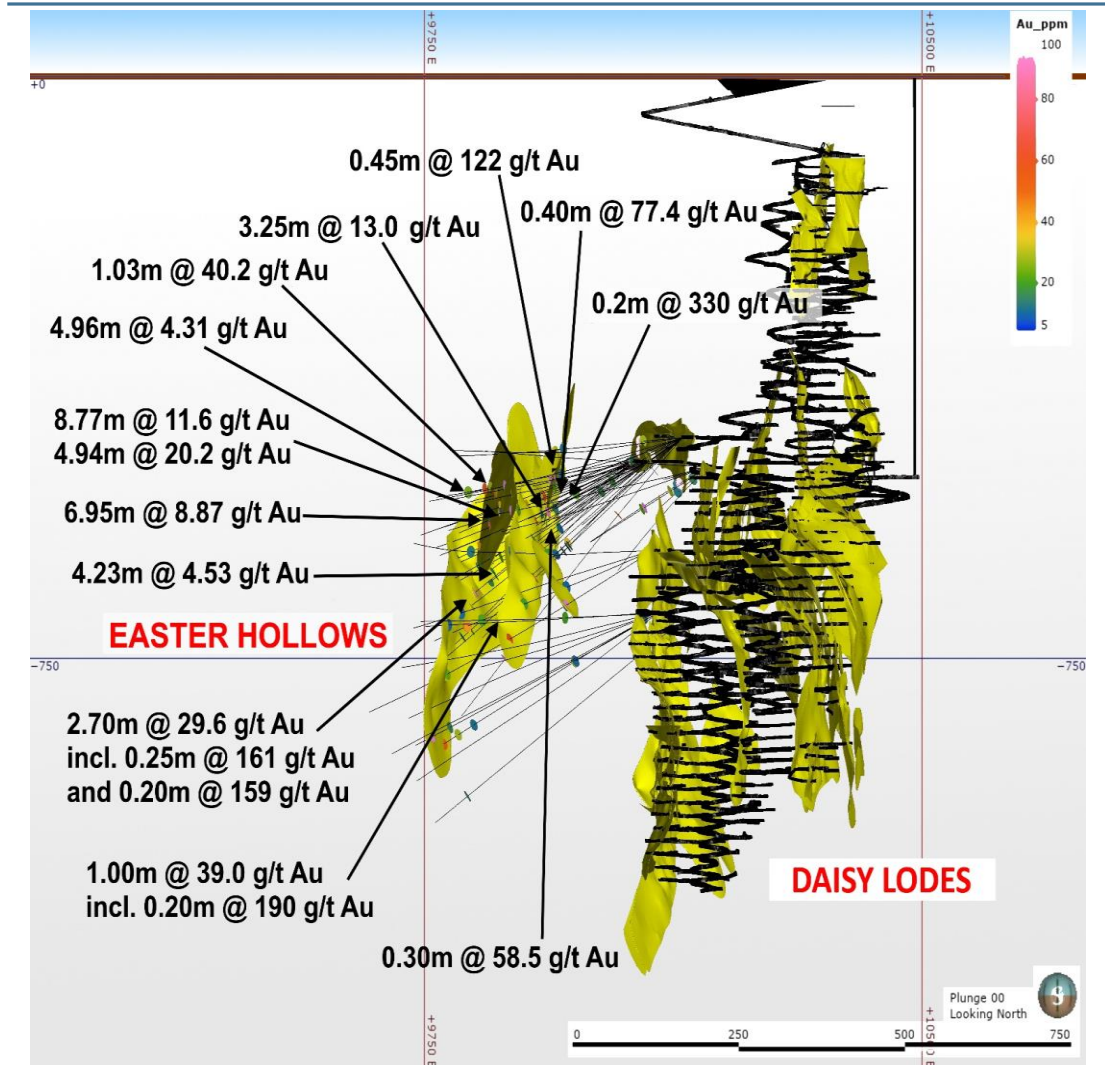 +9750 E
+10500 E
Au_ppm
100
80
60
40
20
5
+0
0.45m @ 122 g/t Au
0.40m @ 77.4 g/t Au
3.25m @ 13.0 g/t Au
1.03m @ 40.2 g/t Au
0.2m @ 330 g/t Au
4.96m @ 4.31 g/t Au
8.77m @ 11.6 g/t Au
4.94m @ 20.2 g/t Au
6.95m @ 8.87 g/t Au
4.23m @ 4.53 g/t Au
EASTER HOLLOWS
−750
−750
2.70m @ 29.6 g/t Au
incl. 0.25m @ 161 g/t Au
and 0.20m @ 159 g/t Au
1.00m @ 39.0 g/t Au
incl. 0.20m @ 190 g/t Au
DAISY LODES
0.30m @ 58.5 g/t Au
Plunge 00
Looking North
S
+9750 E
+10500 E
0
250
500
750